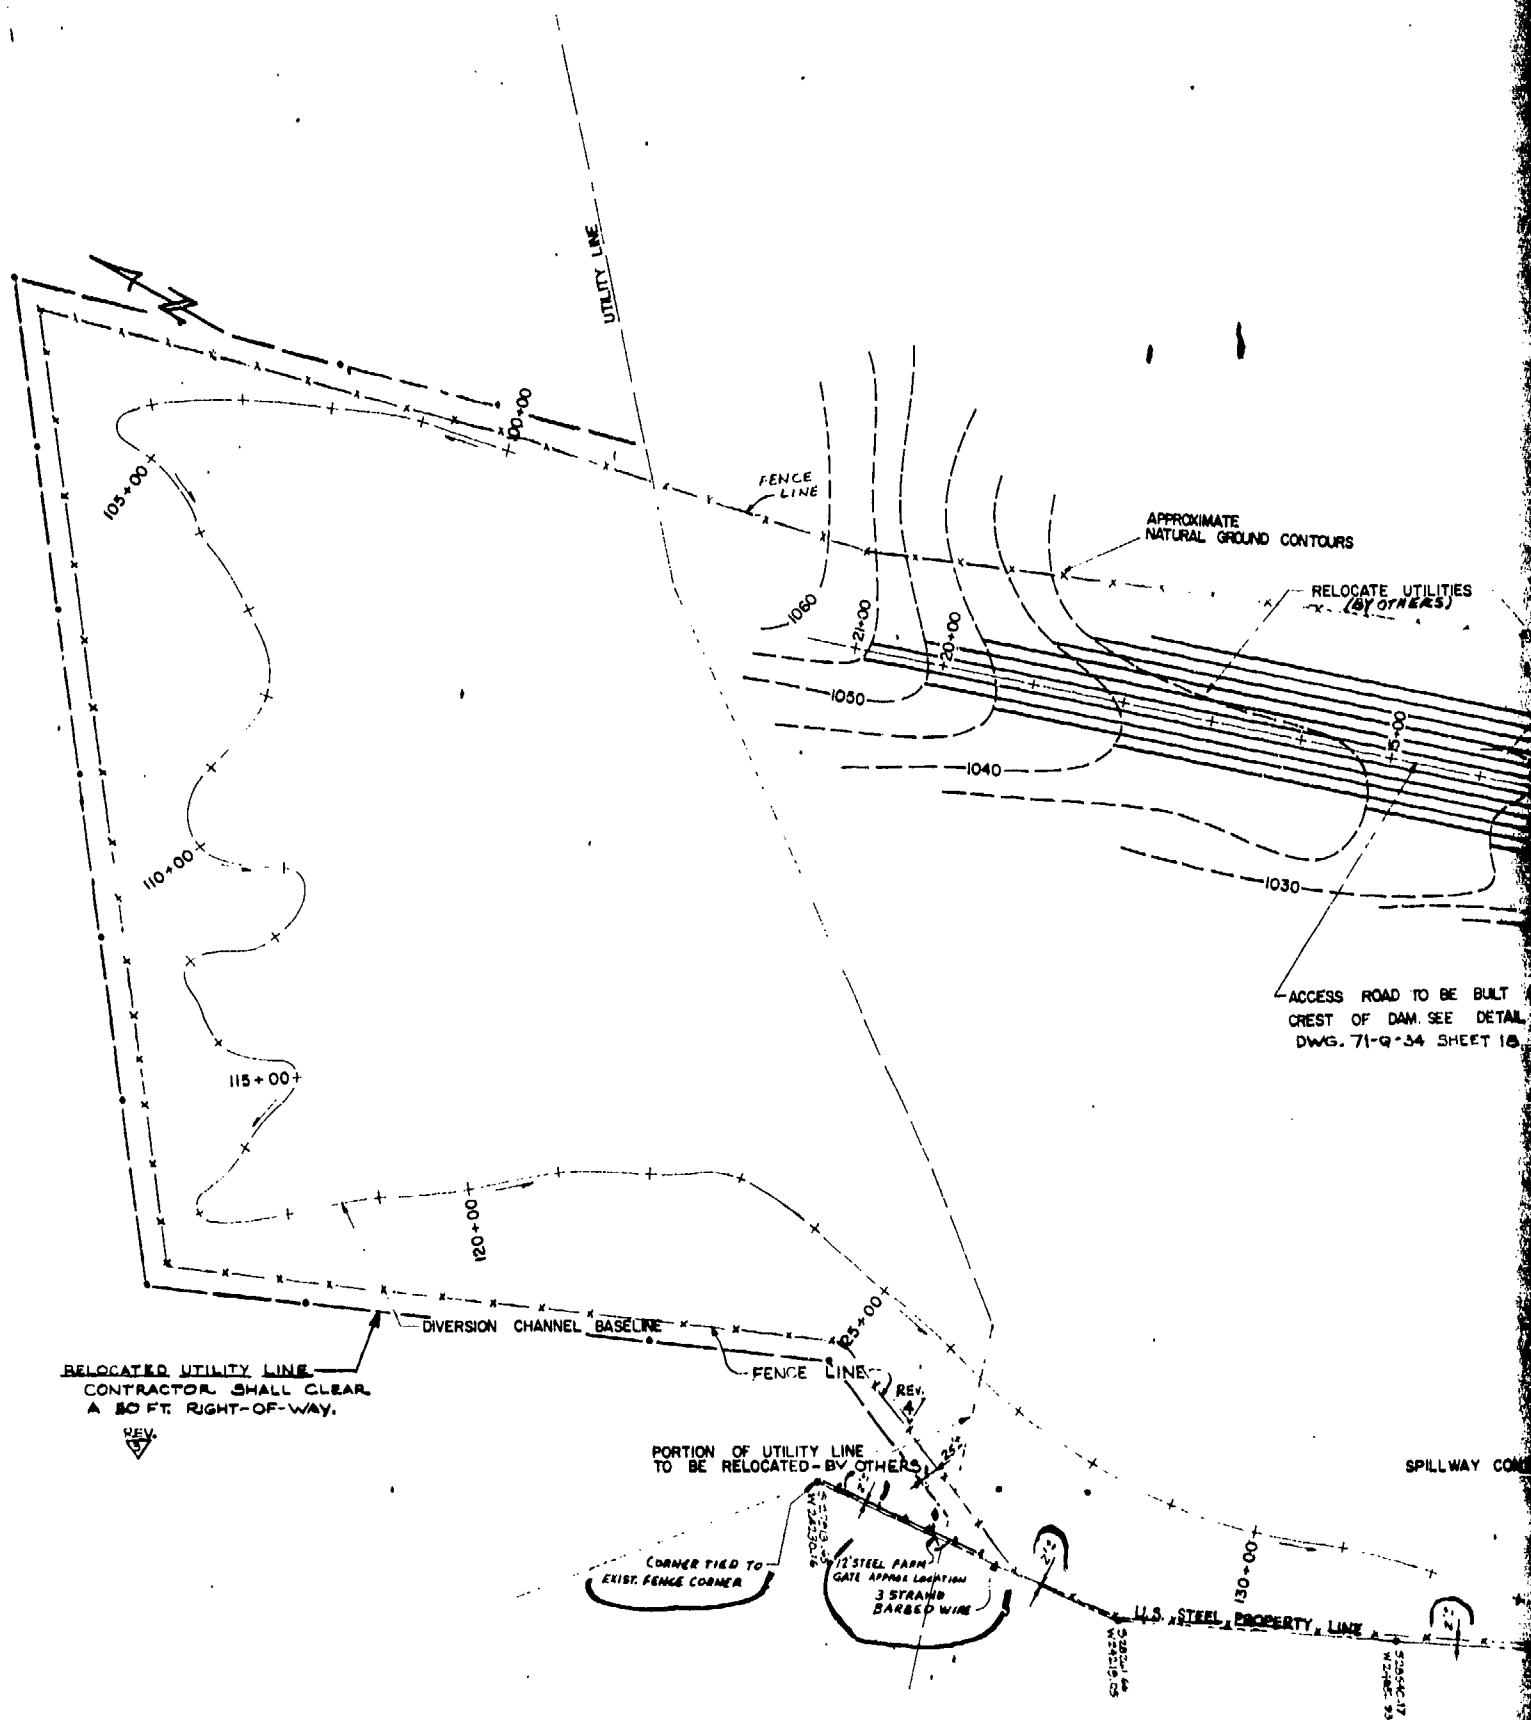 UTILITY LINE
100+00
105+00
FENCE
LINE
APPROXIMATE
NATURAL GROUND CONTOURS
RELOCATE UTILITIES
(BY OTHERS)
1060
21+00
20+00
1050
15+00
1040
110+00
1030
ACCESS ROAD TO BE BUILT
CREST OF DAM. SEE DETAIL
DWG. 71-Q-34 SHEET 18
115+00
120+00
125+00
DIVERSION CHANNEL BASELINE
FENCE LINE
RELOCATED UTILITY LINE
CONTRACTOR SHALL CLEAR
A 50 FT. RIGHT-OF-WAY.
REV.
REV.
4
25'
PORTION OF UTILITY LINE
TO BE RELOCATED-BY OTHERS
SPILLWAY
CORNER TIED TO
EXIST. FENCE CORNER
12' STEEL FARM
GATE APPROX LOCATION
3 STRAND
BARBED WIRE
130+00
U.S. STEEL PROPERTY LINE